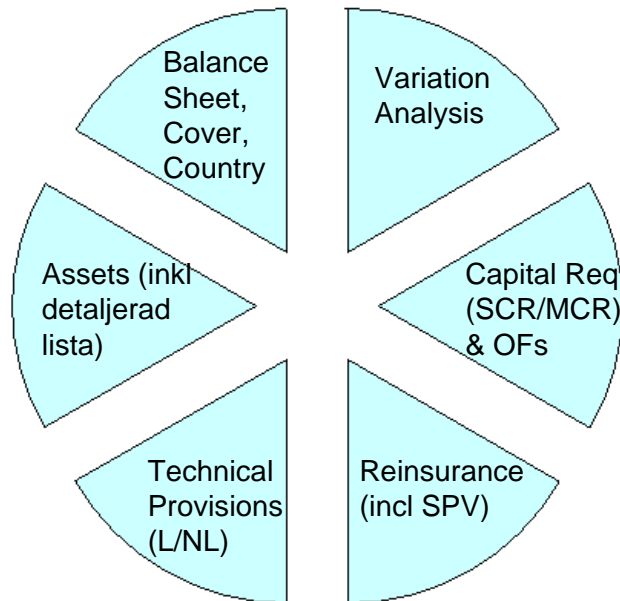 Balance
Sheet,
Cover,
Country
Variation
Analysis
Assets (inkl
detaljerad
lista)
Capital Req
(SCR/MCR)
& OFs
Technical
Provisions
(L/NL)
Reinsurance
(incl SPV)